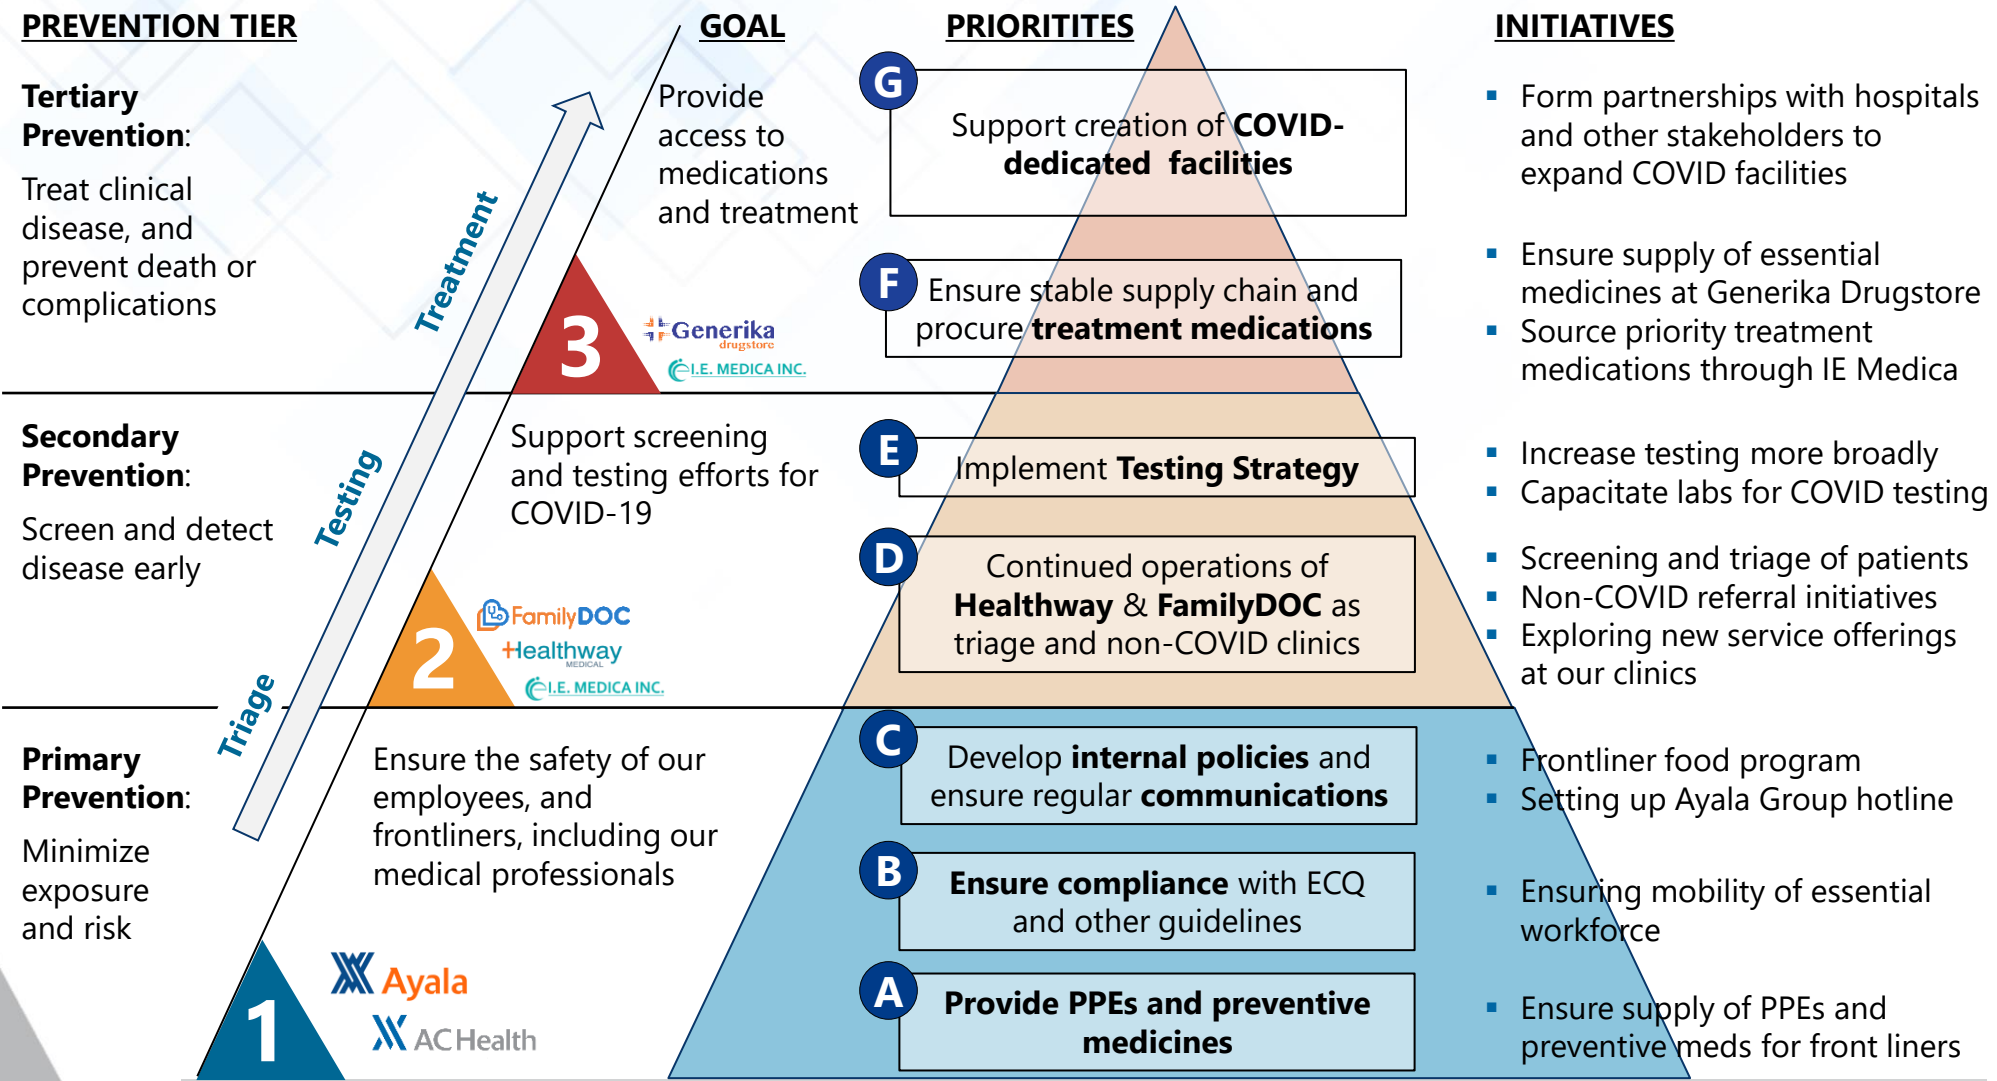 PREVENTION TIER
GOAL
PRIORITITES
INITIATIVES
Tertiary
Prevention:
Treat clinical
disease, and
prevent death or
complications
Treatment
Provide
access to
medications
and treatment
3
Generika
drugstore
I.E. MEDICA INC.
G
Support creation of COVID-
dedicated facilities
F
Ensure stable supply chain and
procure treatment medications
▪ Form partnerships with hospitals
and other stakeholders to
expand COVID facilities
▪ Ensure supply of essential
medicines at Generika Drugstore
▪ Source priority treatment
medications through IE Medica
Secondary
Prevention:
Screen and detect
disease early
Testing
Support screening
and testing efforts for
COVID-19
2
FamilyDOC
Healthway
MEDICAL
I.E. MEDICA INC.
E
Implement Testing Strategy
D
Continued operations of
Healthway & FamilyDOC as
triage and non-COVID clinics
▪ Increase testing more broadly
▪ Capacitate labs for COVID testing
▪ Screening and triage of patients
▪ Non-COVID referral initiatives
▪ Exploring new service offerings
at our clinics
Primary
Prevention:
Minimize
exposure
and risk
Triage
Ensure the safety of our
employees, and
frontliners, including our
medical professionals
1
Ayala
AC Health
C
Develop internal policies and
ensure regular communications
B
Ensure compliance with ECQ
and other guidelines
A
Provide PPEs and preventive
medicines
▪ Frontliner food program
▪ Setting up Ayala Group hotline
▪ Ensuring mobility of essential
workforce
▪ Ensure supply of PPEs and
preventive meds for front liners